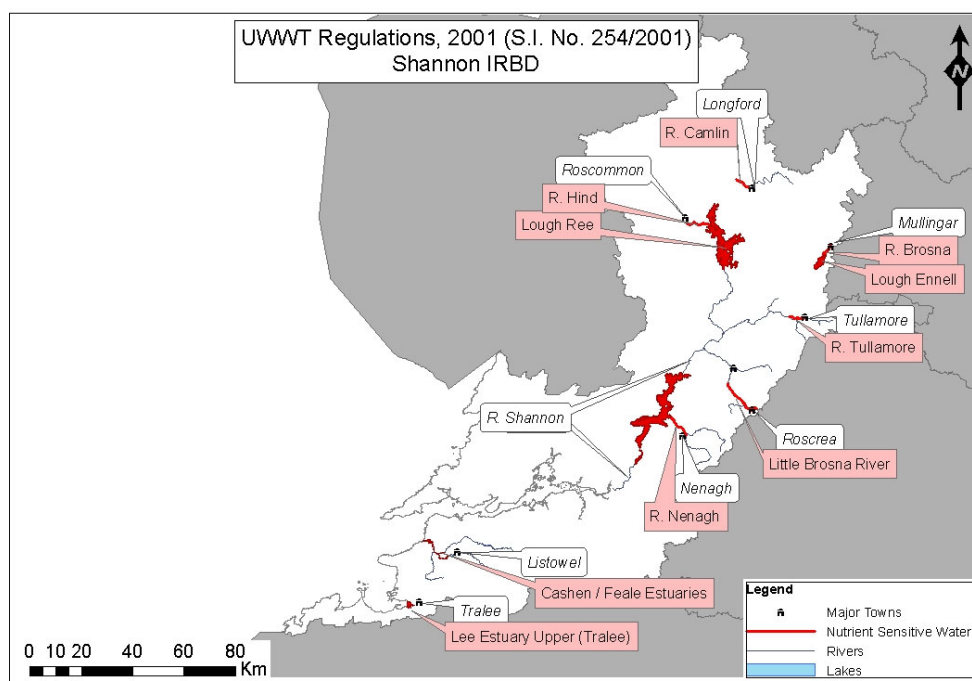 UWWT Regulations, 2001 (S.I. No. 254/2001)
Shannon IRBD
N
Longford
R. Camlin
Roscommon
R. Hind
Lough Ree
Mullingar
R. Brosna
Lough Ennell
Tullamore
R. Tullamore
R. Shannon
Roscrea
Little Brosna River
Nenagh
R. Nenagh
Listowel
Cashen / Feale Estuaries
Tralee
Lee Estuary Upper (Tralee)
0 10 20 40 60 80
Km
Legend
Major Towns
Nutrient Sensitive Water
Rivers
Lakes